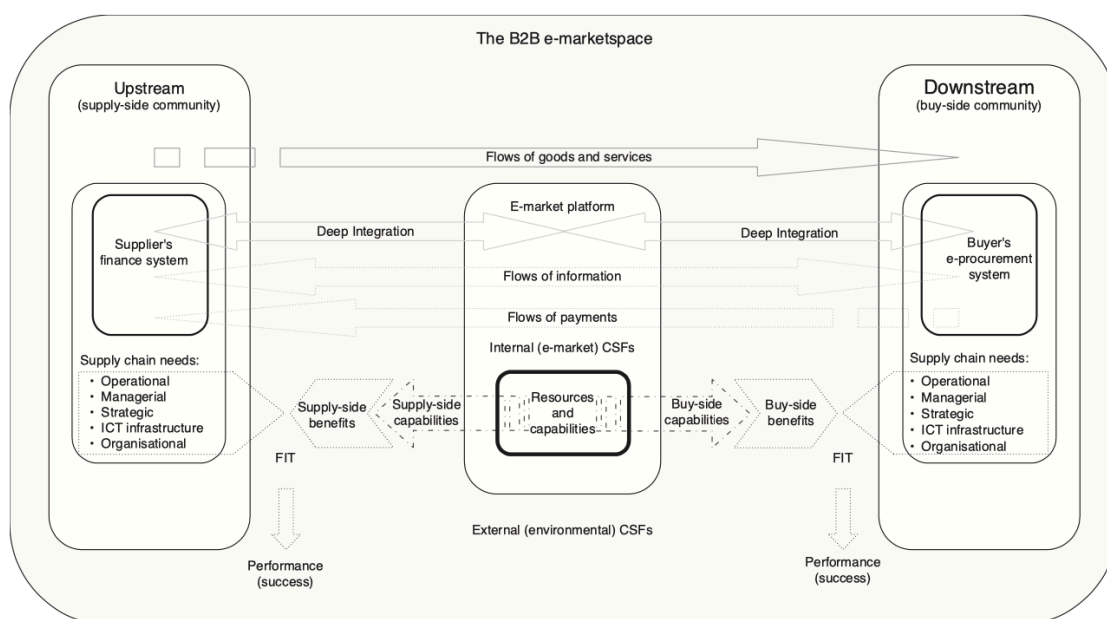 The B2B e-marketspace
Upstream
(supply-side community)
Downstream
(buy-side community)
Flows of goods and services
E-market platform
Supplier's
finance system
Deep Integration
Deep Integration
Buyer's
e-procurement
system
Flows of information
Flows of payments
Internal (e-market) CSFs
Supply chain needs:
• Operational
• Managerial
• Strategic
• ICT infrastructure
• Organisational
Supply-side
benefits
Supply-side
capabilities
Resources
and
capabilities
Buy-side
capabilities
Buy-side
benefits
Supply chain needs:
• Operational
• Managerial
• Strategic
• ICT infrastructure
• Organisational
FIT
FIT
External (environmental) CSFs
Performance
(success)
Performance
(success)